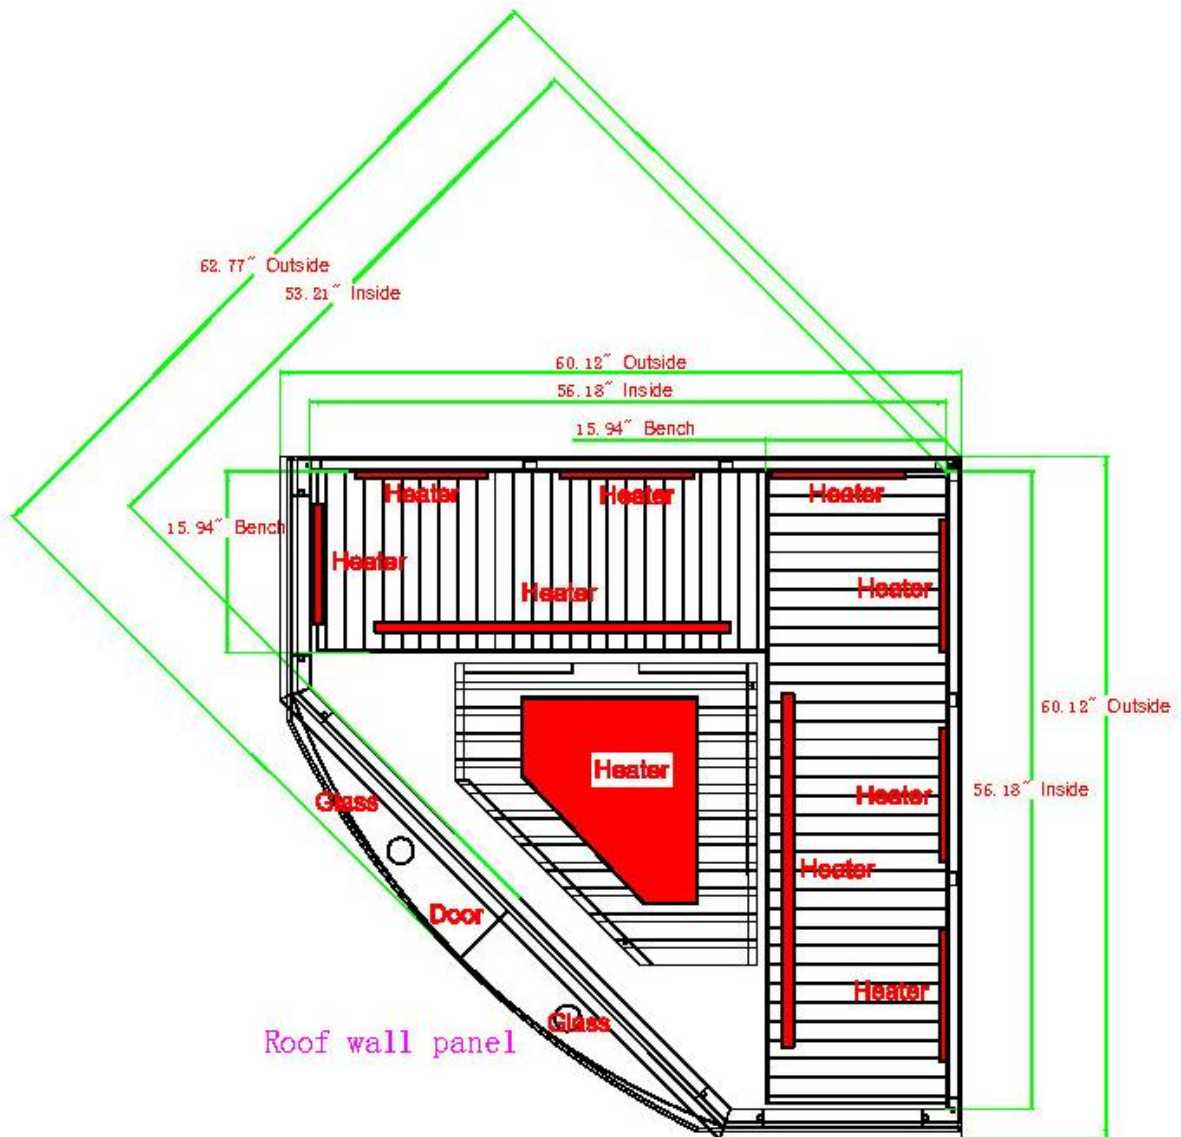 62.77" Outside
53.21" Inside
60.12" Outside
56.18" Inside
15.94" Bench
Heater
Heater
Heater
15.94" Bench
Heater
Heater
Heater
60.12" Outside
Heater
56.18" Inside
Heater
Glass
Heater
Door
Heater
Glass
Roof wall panel